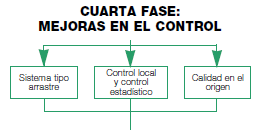 CUARTA FASE:
MEJORAS EN EL CONTROL
Sistema tipo
arrastre
Control local
y control
estadístico
Calidad en el
origen